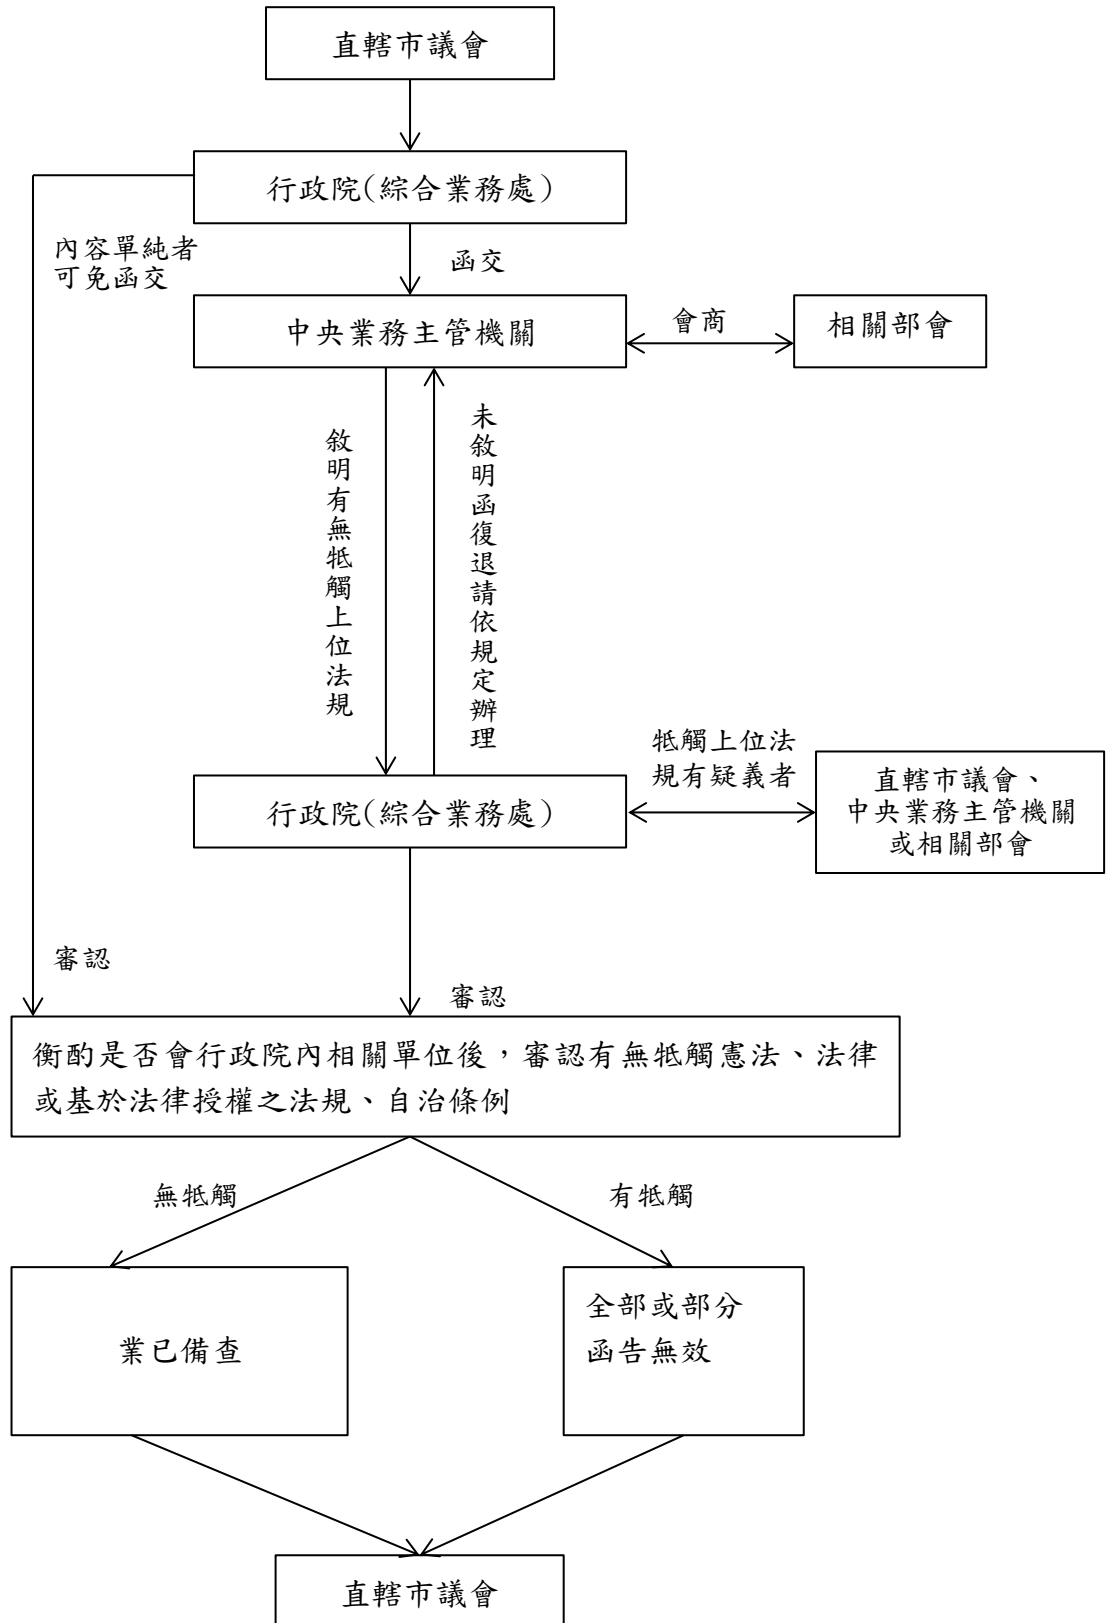 直轄市議會
行政院(綜合業務處)
內容單純者
可免函交
函交
中央業務主管機關
會商
相關部會
敘明有無牴觸上位法規
未敘明函復退請依規定辦理
牴觸上位法
規有疑義者
行政院(綜合業務處)
直轄市議會、
中央業務主管機關
或相關部會
審認
審認
衡酌是否會行政院內相關單位後，審認有無牴觸憲法、法律
或基於法律授權之法規、自治條例
無牴觸
有牴觸
業已備查
全部或部分
函告無效
直轄市議會